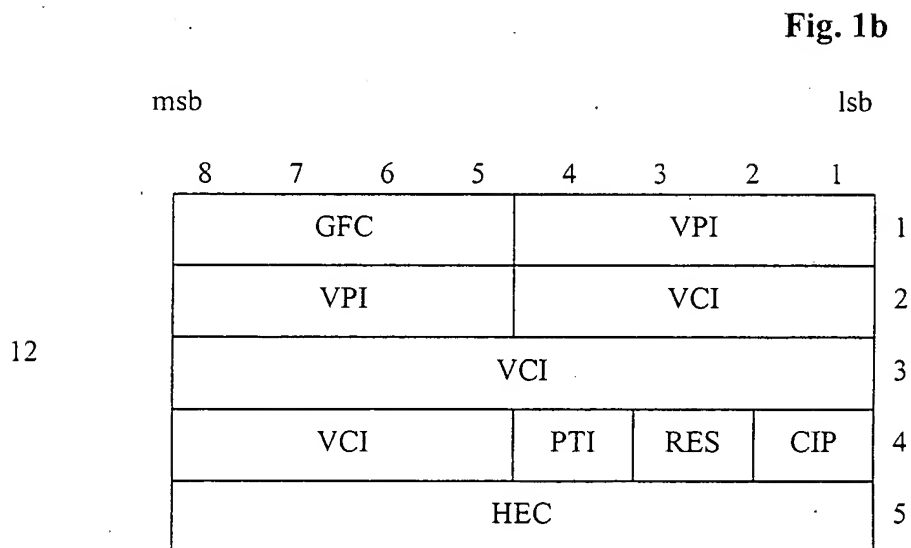 Fig. 1b
msb lsb
8 7 6 5 4 3 2 1
GFC VPI 1
VPI VCI 2
12
VCI 3
VCI PTI RES CIP 4
HEC 5